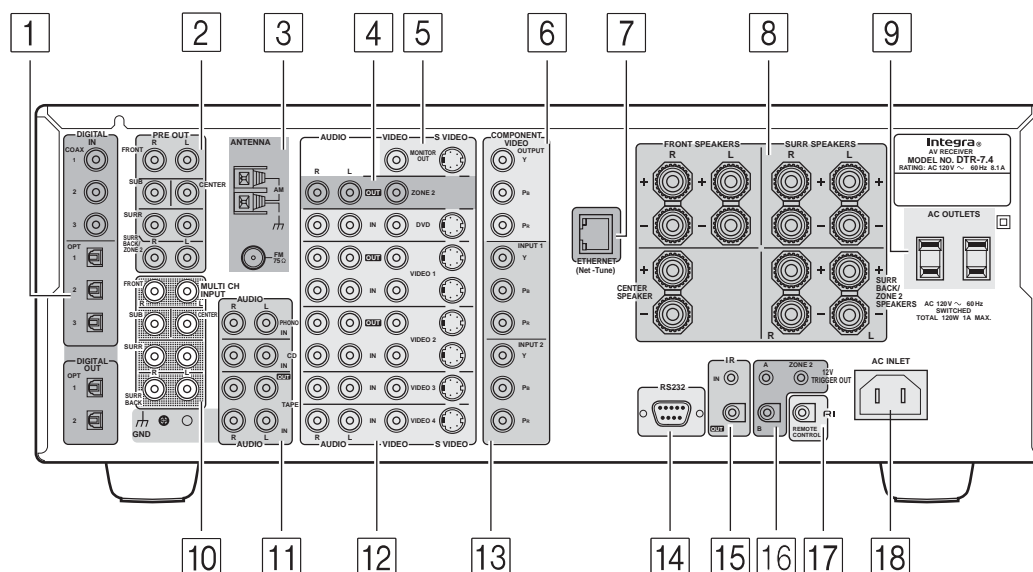 1 2 3 4 5 6 7 8 9
DIGITAL IN
COAX
1
2
3
OPT
1
2
3
DIGITAL OUT
OPT
1
2
PRE OUT
R L
FRONT
SUB CENTER
SURR
SURR BACK/ ZONE 2
R L
MULTI CH INPUT
FRONT
R L
SUB CENTER
SURR
R L
SURR BACK
GND
ANTENNA
AM
FM 75Ω
AUDIO
R L
PHONO IN
CD IN
OUT
TAPE
IN
R L
AUDIO
AUDIO VIDEO S VIDEO
MONITOR OUT
R L
OUT ZONE 2
IN DVD
OUT
VIDEO 1
IN
OUT
VIDEO 2
IN
IN VIDEO 3
IN VIDEO 4
R L
AUDIO VIDEO S VIDEO
COMPONENT VIDEO
OUTPUT
Y
PB
PR
INPUT 1
Y
PB
PR
INPUT 2
Y
PB
PR
ETHERNET
(Net -Tune)
FRONT SPEAKERS SURR SPEAKERS
R L R L
+ + + +
− − − −
CENTER SPEAKER
+ + +
− − −
SURR BACK/ ZONE 2 SPEAKERS
R L
Integra®
AV RECEIVER
MODEL NO. DTR-7.4
RATING: AC 120V ~ 60Hz 8.1A
AC OUTLETS
AC 120V ~ 60Hz
SWITCHED
TOTAL 120W 1A MAX.
RS232
IR
IN
OUT
A ZONE 2
12V TRIGGER OUT
B
REMOTE CONTROL
RI
AC INLET
10 11 12 13 14 15 16 17 18